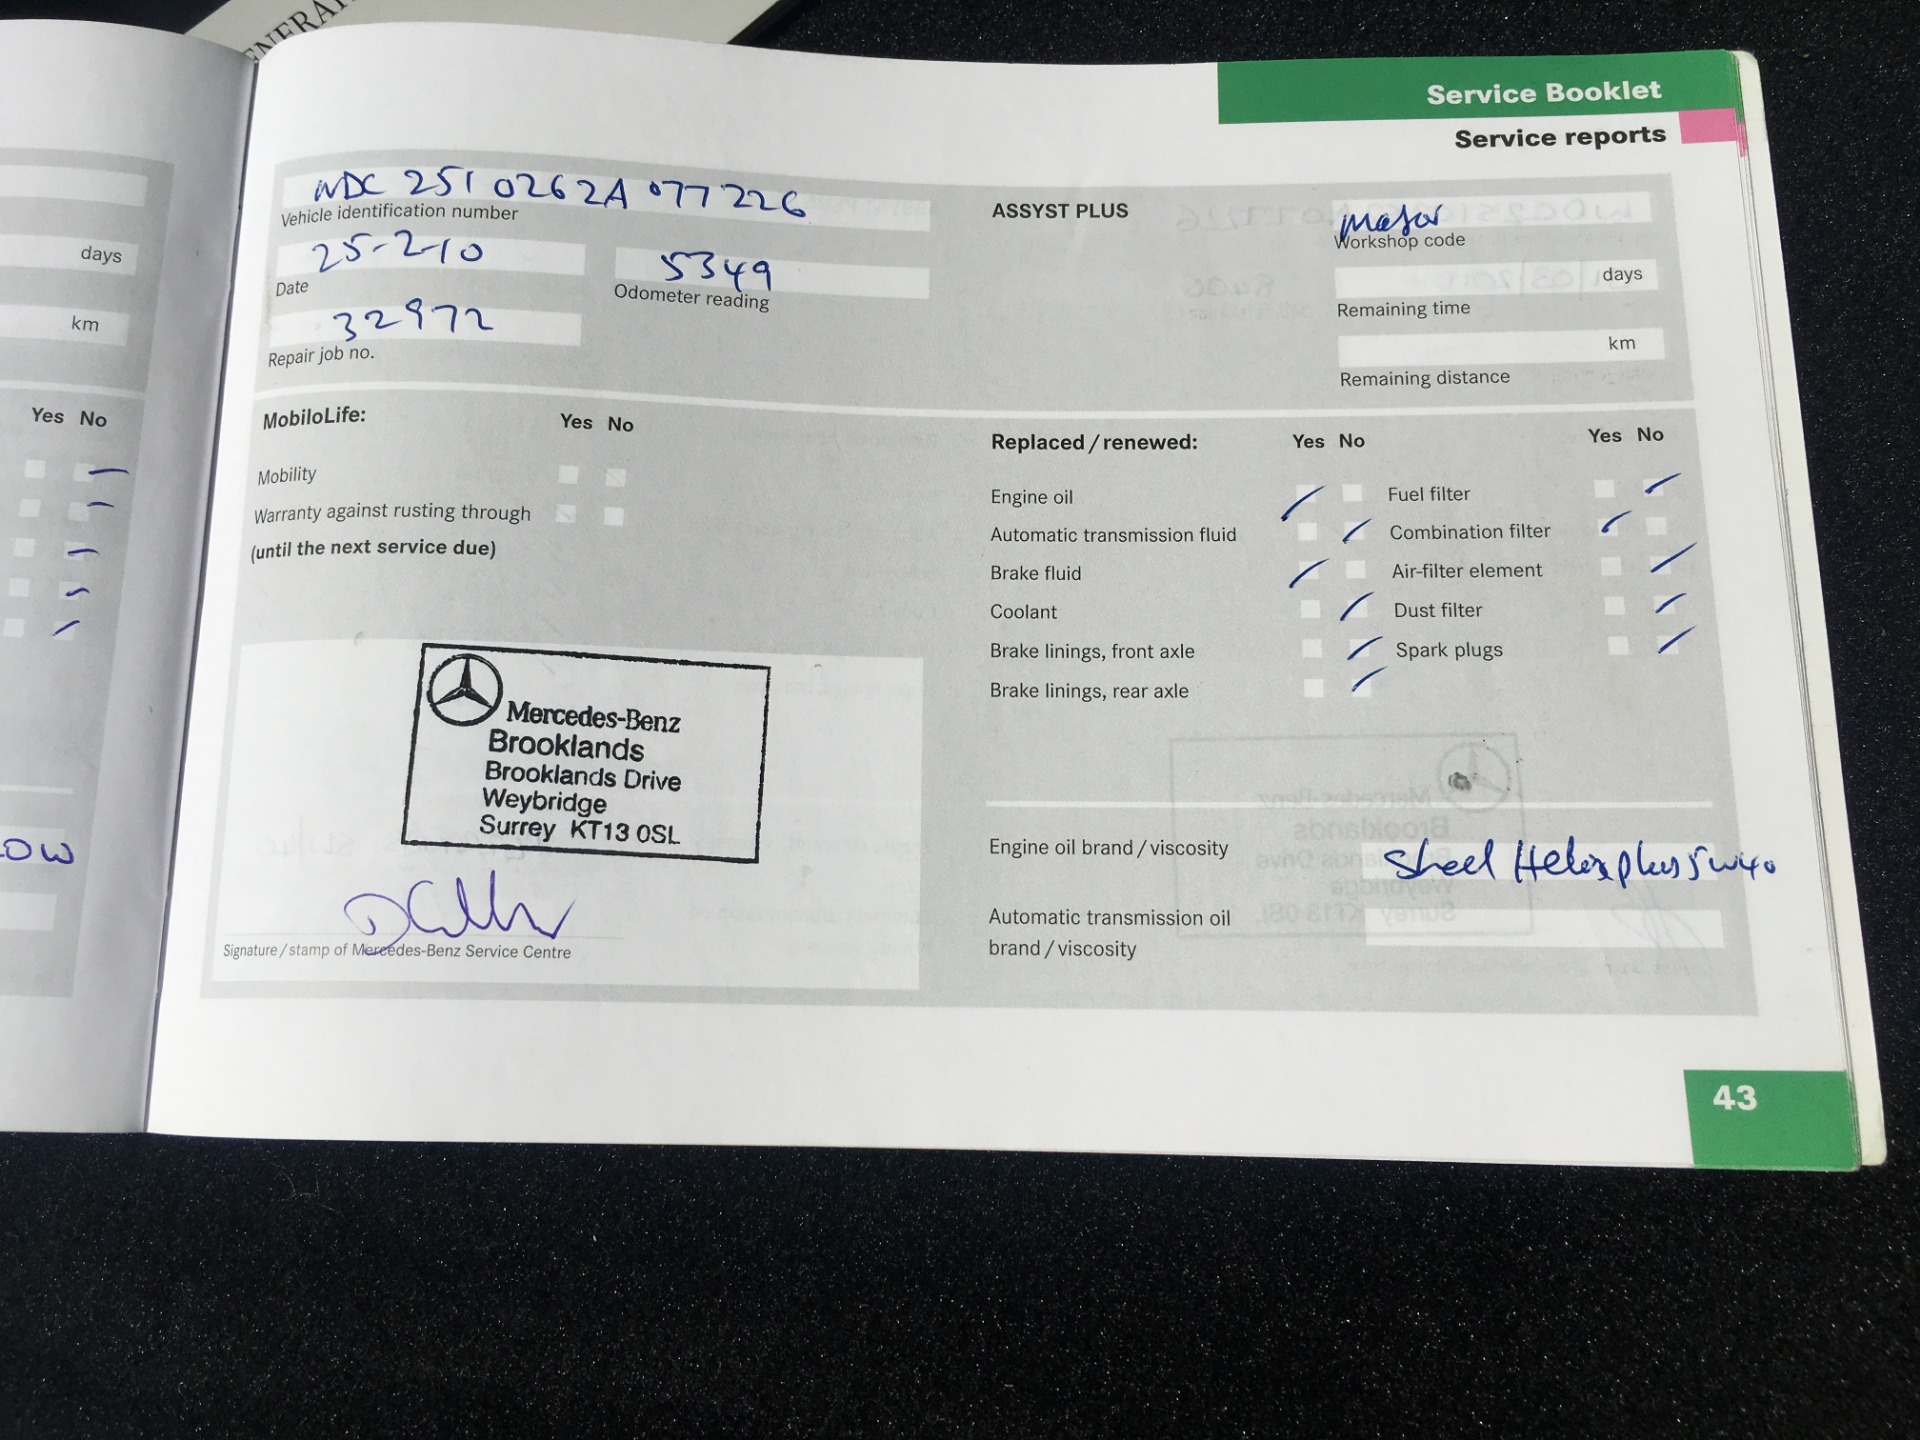 ENERA
Service Booklet
Service reports
WDC 2510262A077226
Vehicle identification number
25-2-10
Date
5349
Odometer reading
32972
Repair job no.
ASSYST PLUS
Major
Workshop code
days
Remaining time
km
Remaining distance
days
km
Yes No
MobiloLife: Yes No
Mobility
Warranty against rusting through
(until the next service due)
Replaced / renewed: Yes No Yes No
Engine oil Fuel filter
Automatic transmission fluid Combination filter
Brake fluid Air-filter element
Coolant Dust filter
Brake linings, front axle Spark plugs
Brake linings, rear axle
Mercedes-Benz
Brooklands
Brooklands Drive
Weybridge
Surrey KT13 0SL
Signature / stamp of Mercedes-Benz Service Centre
Engine oil brand / viscosity Shell Helix plus 5w40
Automatic transmission oil
brand / viscosity
OW
43